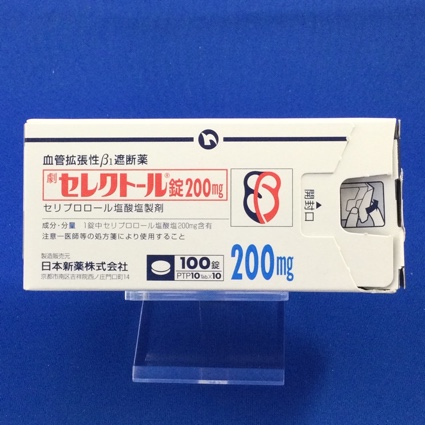 血管拡張性β1遮断薬
劇 セレクトール®錠200mg
セリプロロール塩酸塩製剤
成分・分量 1錠中セリプロロール塩酸塩200mg含有
注意－医師等の処方箋により使用すること
製造販売元
日本新薬株式会社
京都市南区吉祥院西ノ庄門口町14
100錠
PTP10Tab×10
200mg
▲開封口